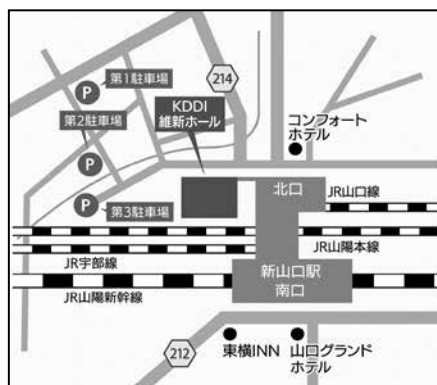 第1駐車場
P
214
KDDI
維新ホール
第2駐車場
P
コンフォート
ホテル
P
第3駐車場
北口
JR山口線
JR宇部線
JR山陽本線
新山口駅
南口
JR山陽新幹線
212
東横INN
山口グランド
ホテル